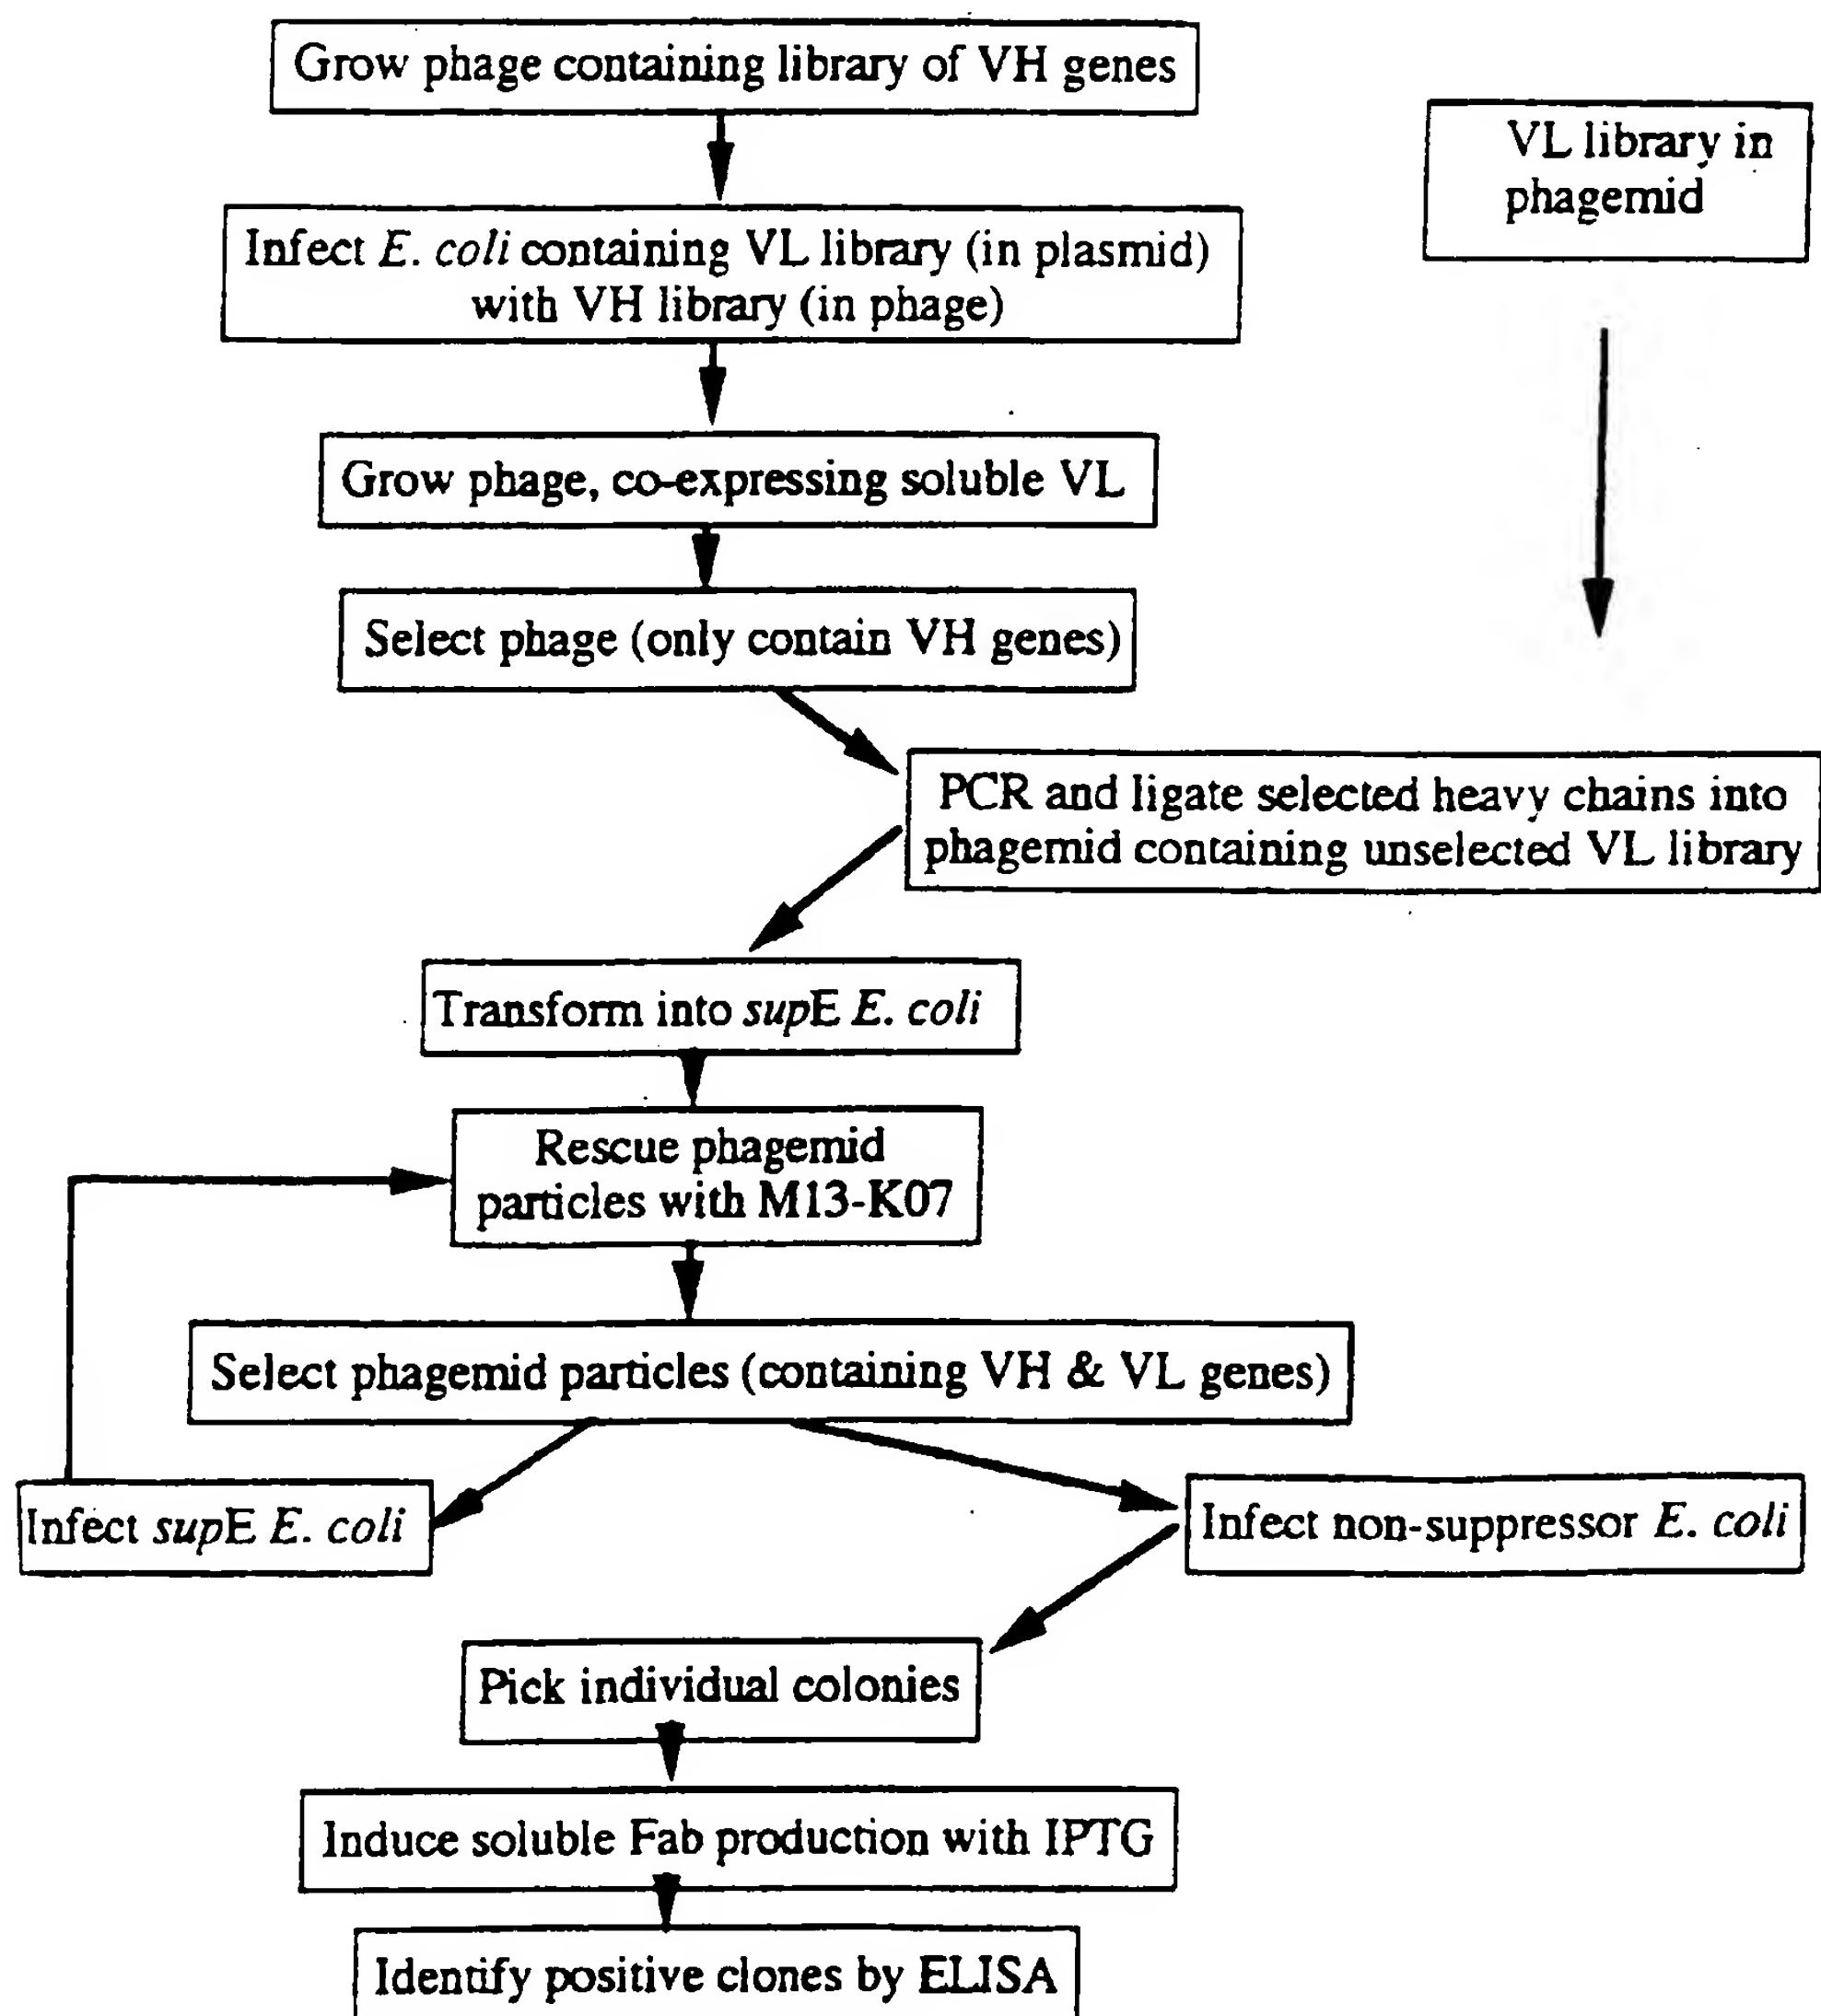 Grow phage containing library of VH genes
VL library in
phagemid
Infect E. coli containing VL library (in plasmid)
with VH library (in phage)
Grow phage, co-expressing soluble VL
Select phage (only contain VH genes)
PCR and ligate selected heavy chains into
phagemid containing unselected VL library
Transform into supE E. coli
Rescue phagemid
particles with M13-K07
Select phagemid particles (containing VH & VL genes)
Infect supE E. coli
Infect non-suppressor E. coli
Pick individual colonies
Induce soluble Fab production with IPTG
Identify positive clones by ELISA